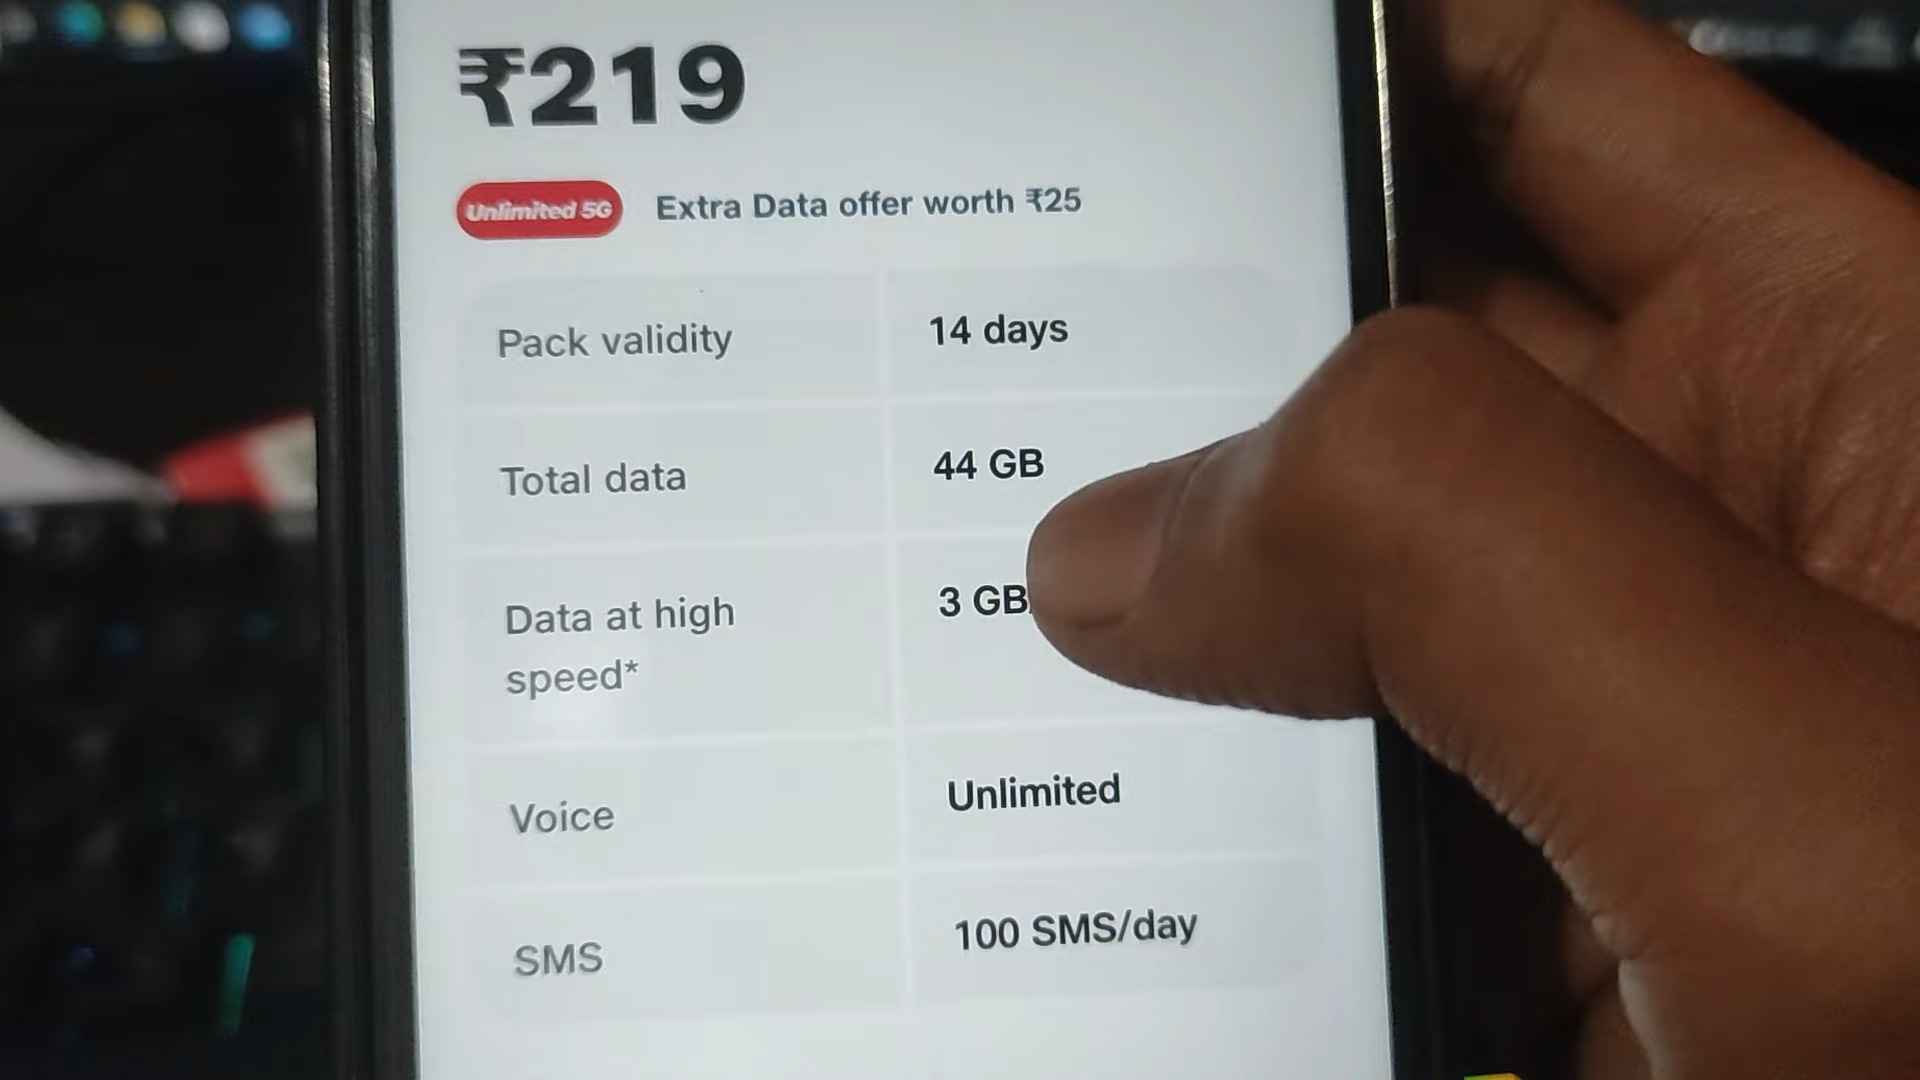 ₹219
Unlimited 5G Extra Data offer worth ₹25
Pack validity 14 days
Total data 44 GB
Data at high speed* 3 GB
Voice Unlimited
SMS 100 SMS/day